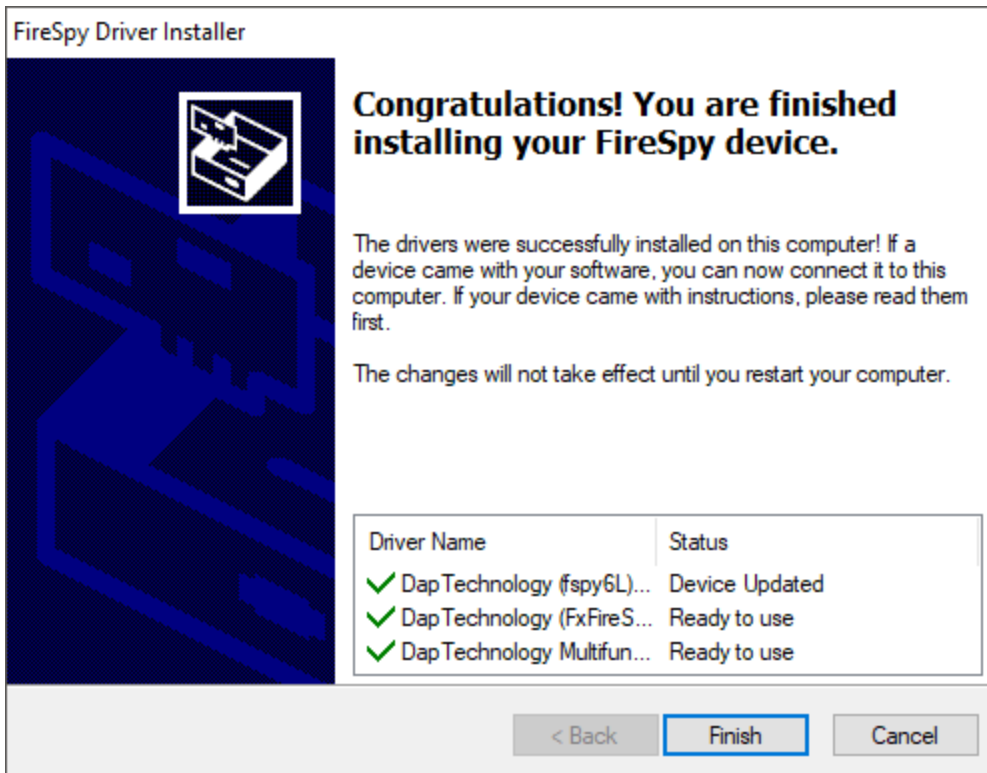 FireSpy Driver Installer
Congratulations! You are finished
installing your FireSpy device.
The drivers were successfully installed on this computer! If a
device came with your software, you can now connect it to this
computer. If your device came with instructions, please read them
first.
The changes will not take effect until you restart your computer.
Driver Name Status
DapTechnology (fspy6L)... Device Updated
DapTechnology (FxFireS... Ready to use
DapTechnology Multifun... Ready to use
< Back Finish Cancel